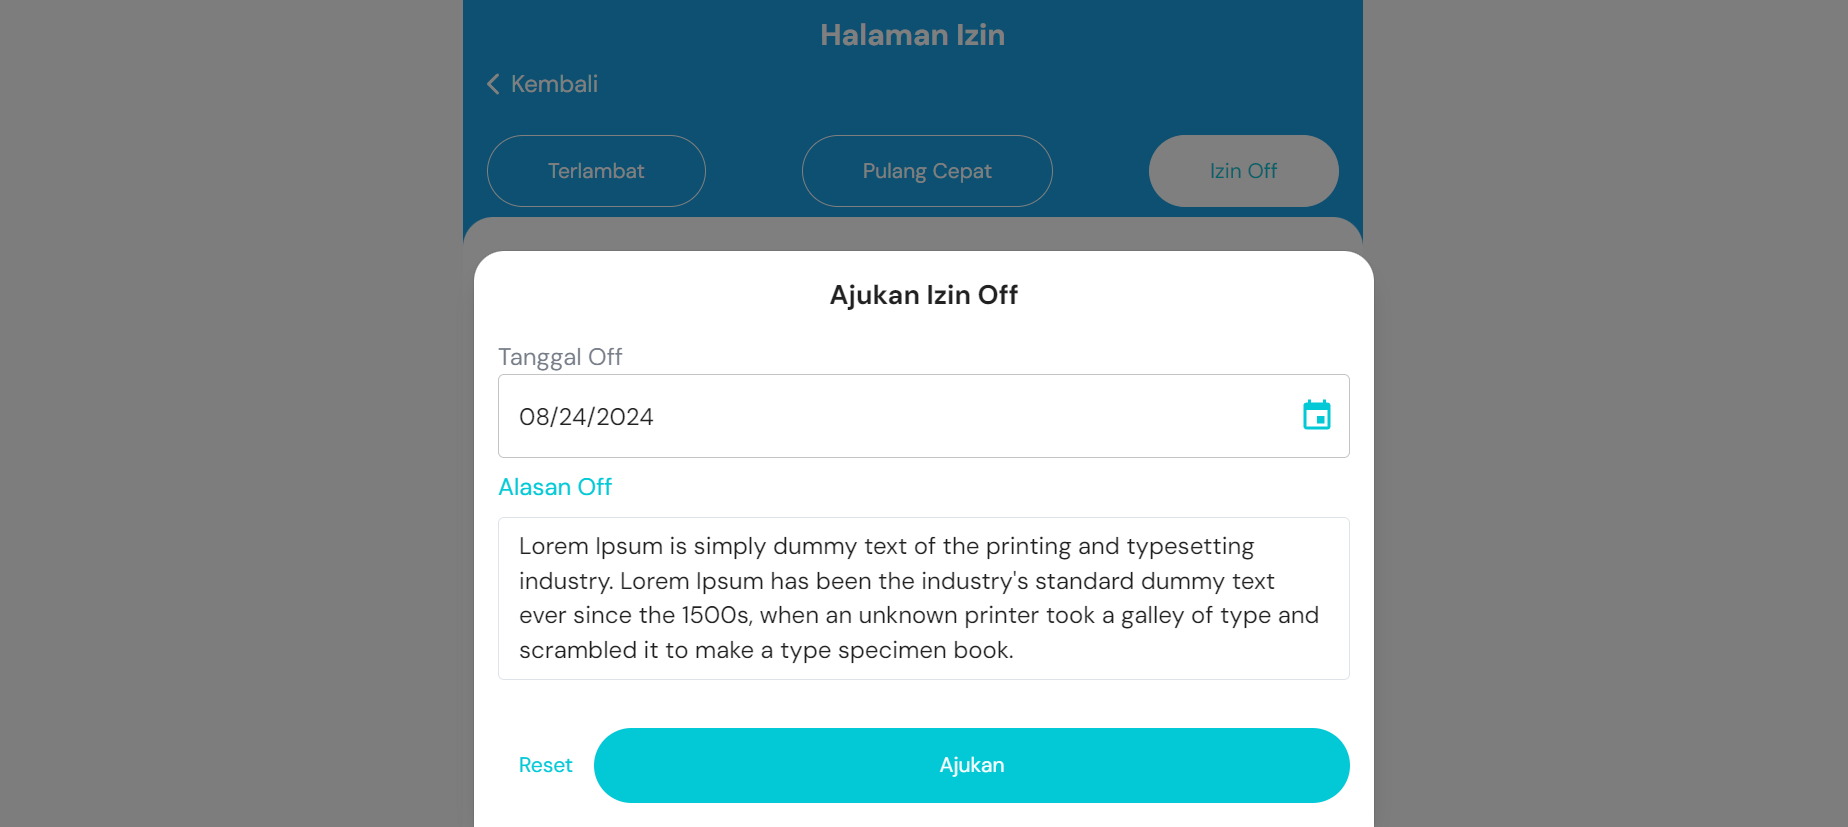 Halaman Izin
Kembali
Terlambat
Pulang Cepat
Izin Off
Ajukan Izin Off
Tanggal Off
08/24/2024
Alasan Off
Lorem Ipsum is simply dummy text of the printing and typesetting
industry. Lorem Ipsum has been the industry's standard dummy text
ever since the 1500s, when an unknown printer took a galley of type and
scrambled it to make a type specimen book.
Reset
Ajukan